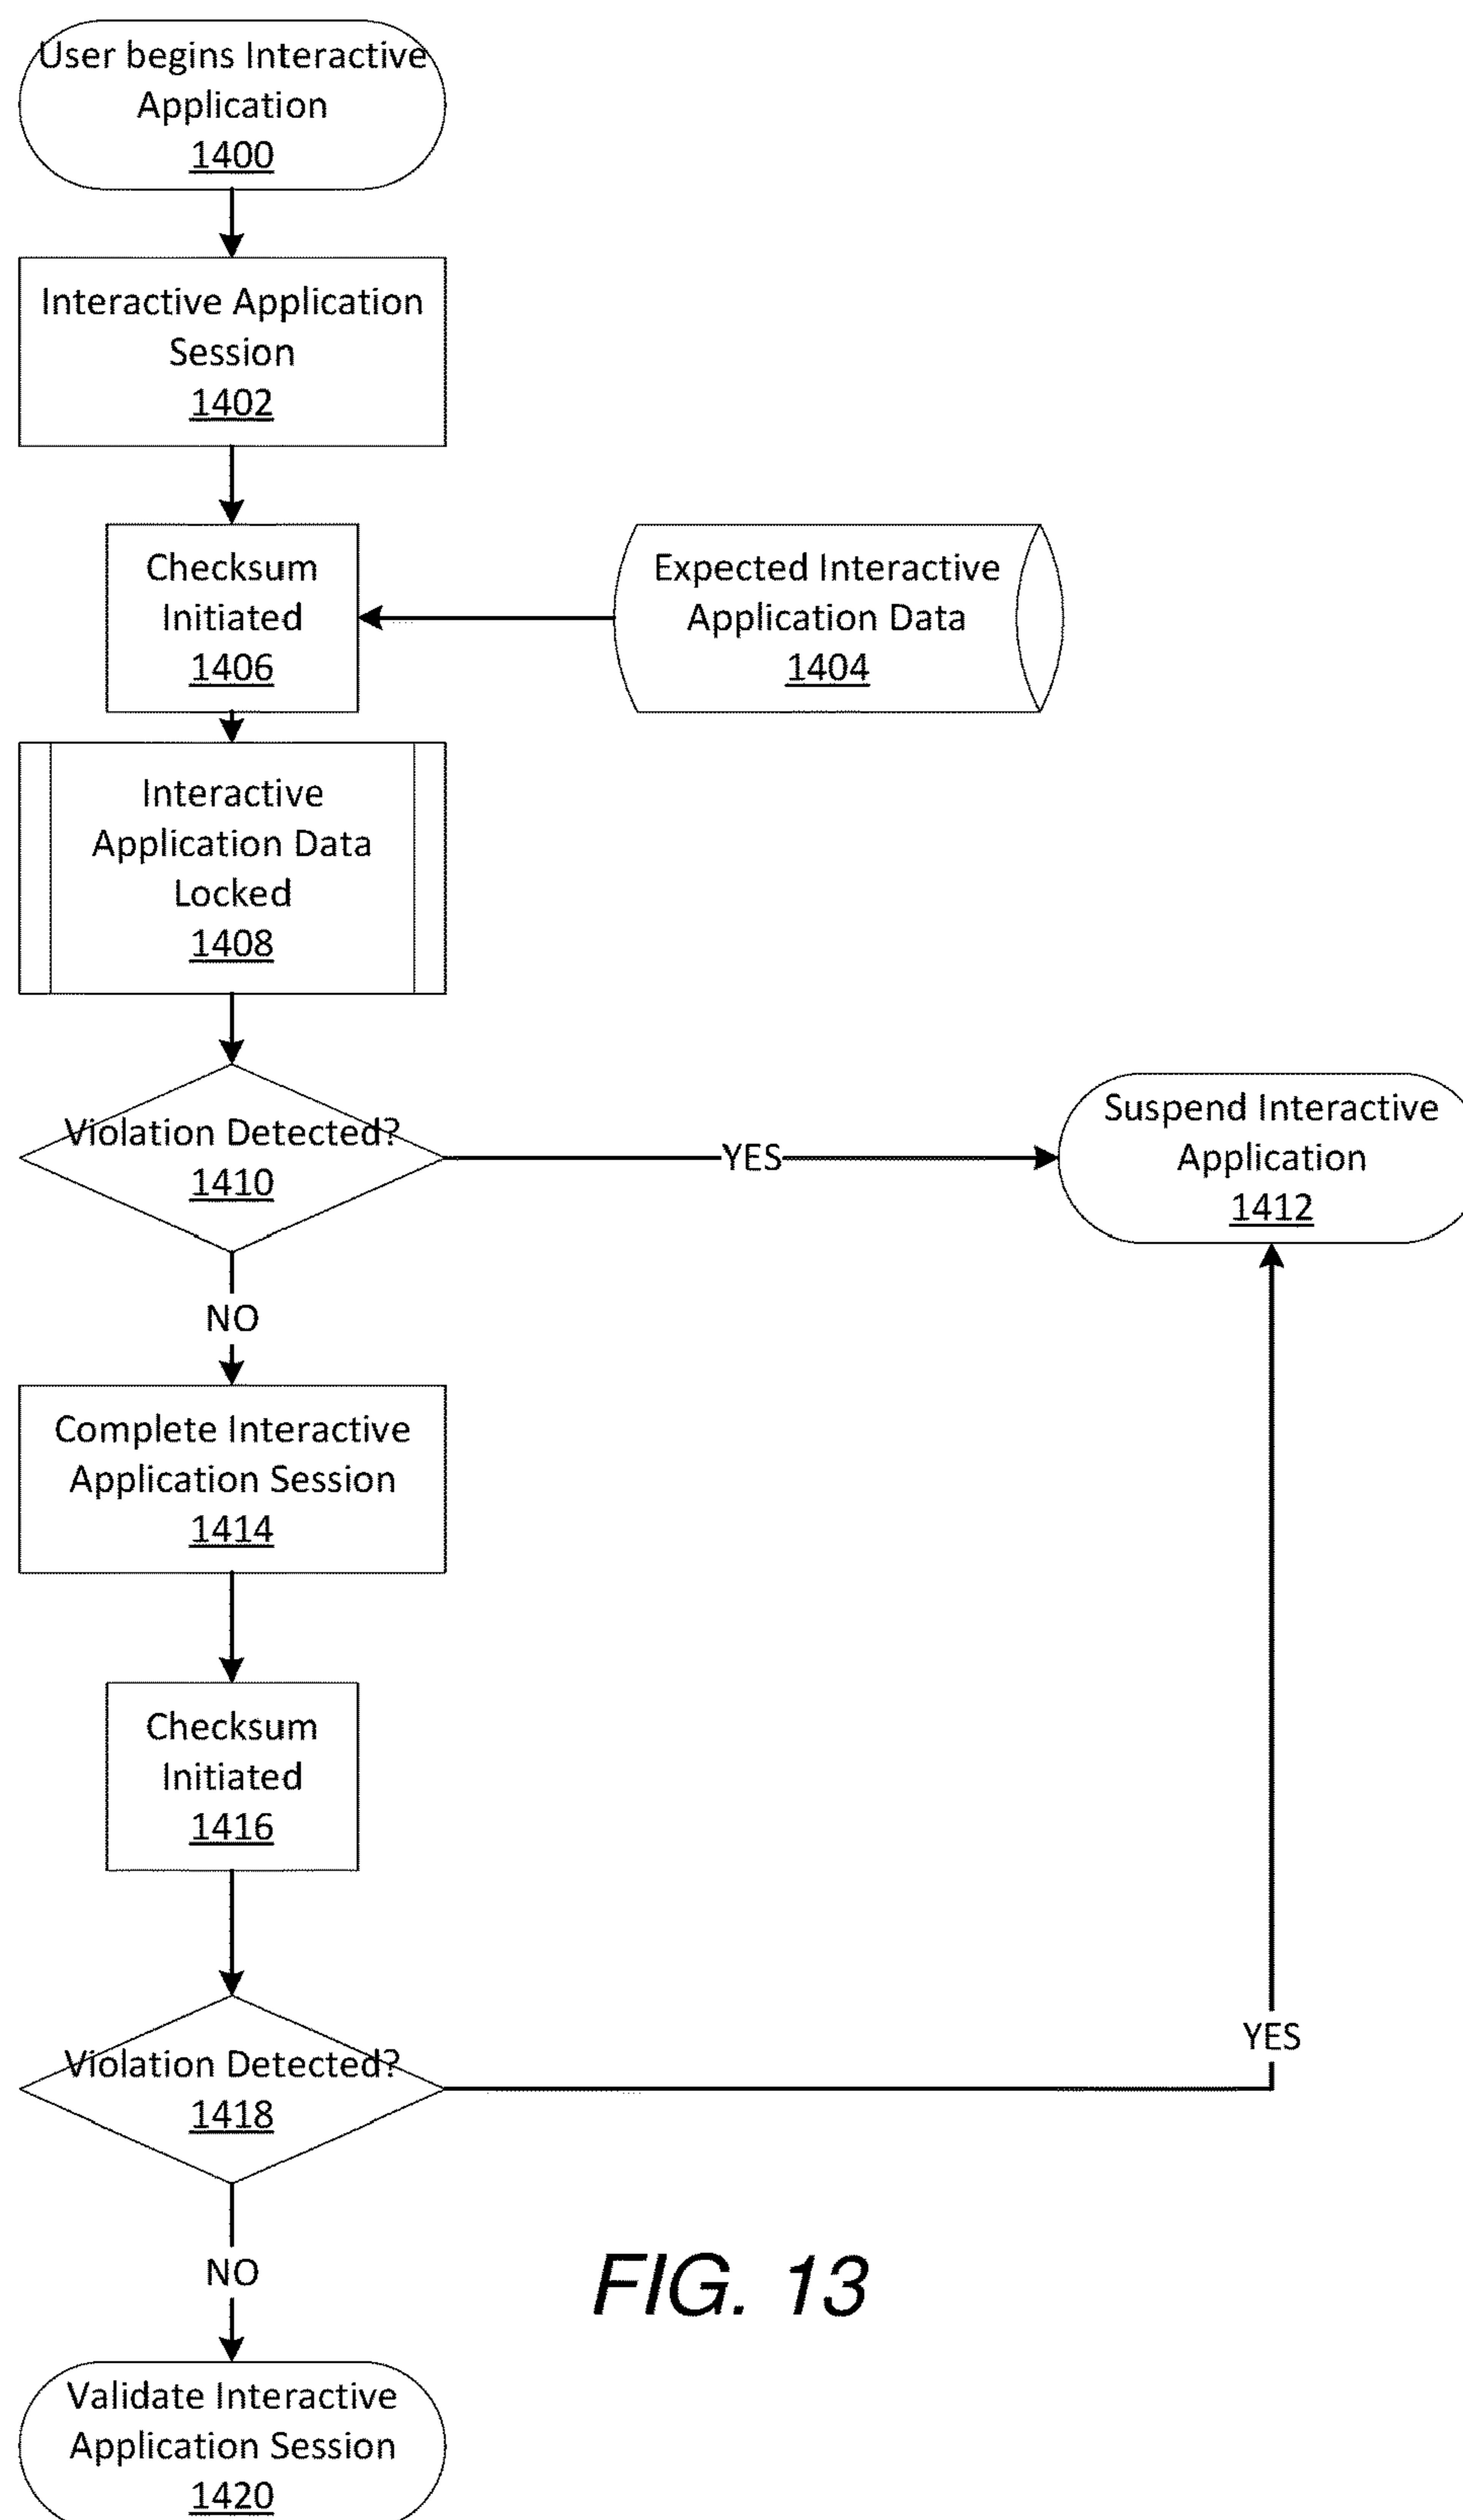 User begins Interactive
Application
1400
Interactive Application
Session
1402
Checksum
Initiated
1406
Expected Interactive
Application Data
1404
Interactive
Application Data
Locked
1408
Violation Detected?
1410
YES
Suspend Interactive
Application
1412
NO
Complete Interactive
Application Session
1414
Checksum
Initiated
1416
YES
Violation Detected?
1418
NO
FIG. 13
Validate Interactive
Application Session
1420